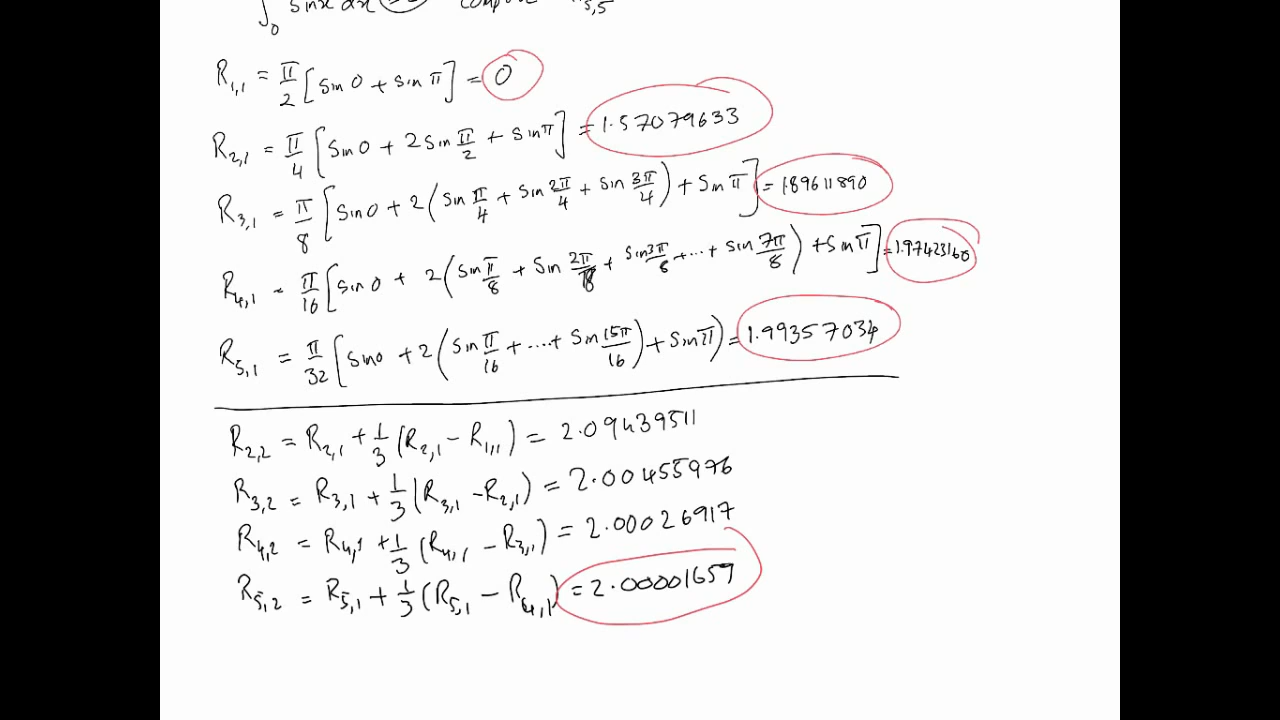 ∫₀ sin x dx compute 5,5
R₁,₁ = π/2 [sin 0 + sin π] = 0
R₂,₁ = π/4 [sin 0 + 2 sin π/2 + sin π] = 1.57079633
R₃,₁ = π/8 [sin 0 + 2(sin π/4 + sin 2π/4 + sin 3π/4) + sin π] = 1.89611890
R₄,₁ = π/16 [sin 0 + 2(sin π/8 + sin 2π/8 + sin 3π/8 + ... + sin 7π/8) + sin π] = 1.97423160
R₅,₁ = π/32 [sin 0 + 2(sin π/16 + .... + sin 15π/16) + sin π) = 1.99357034
R₂,₂ = R₂,₁ + 1/3 (R₂,₁ - R₁,₁) = 2.09439511
R₃,₂ = R₃,₁ + 1/3 (R₃,₁ - R₂,₁) = 2.00455976
R₄,₂ = R₄,₁ + 1/3 (R₄,₁ - R₃,₁) = 2.00026917
R₅,₂ = R₅,₁ + 1/3 (R₅,₁ - R₄,₁) = 2.00001659